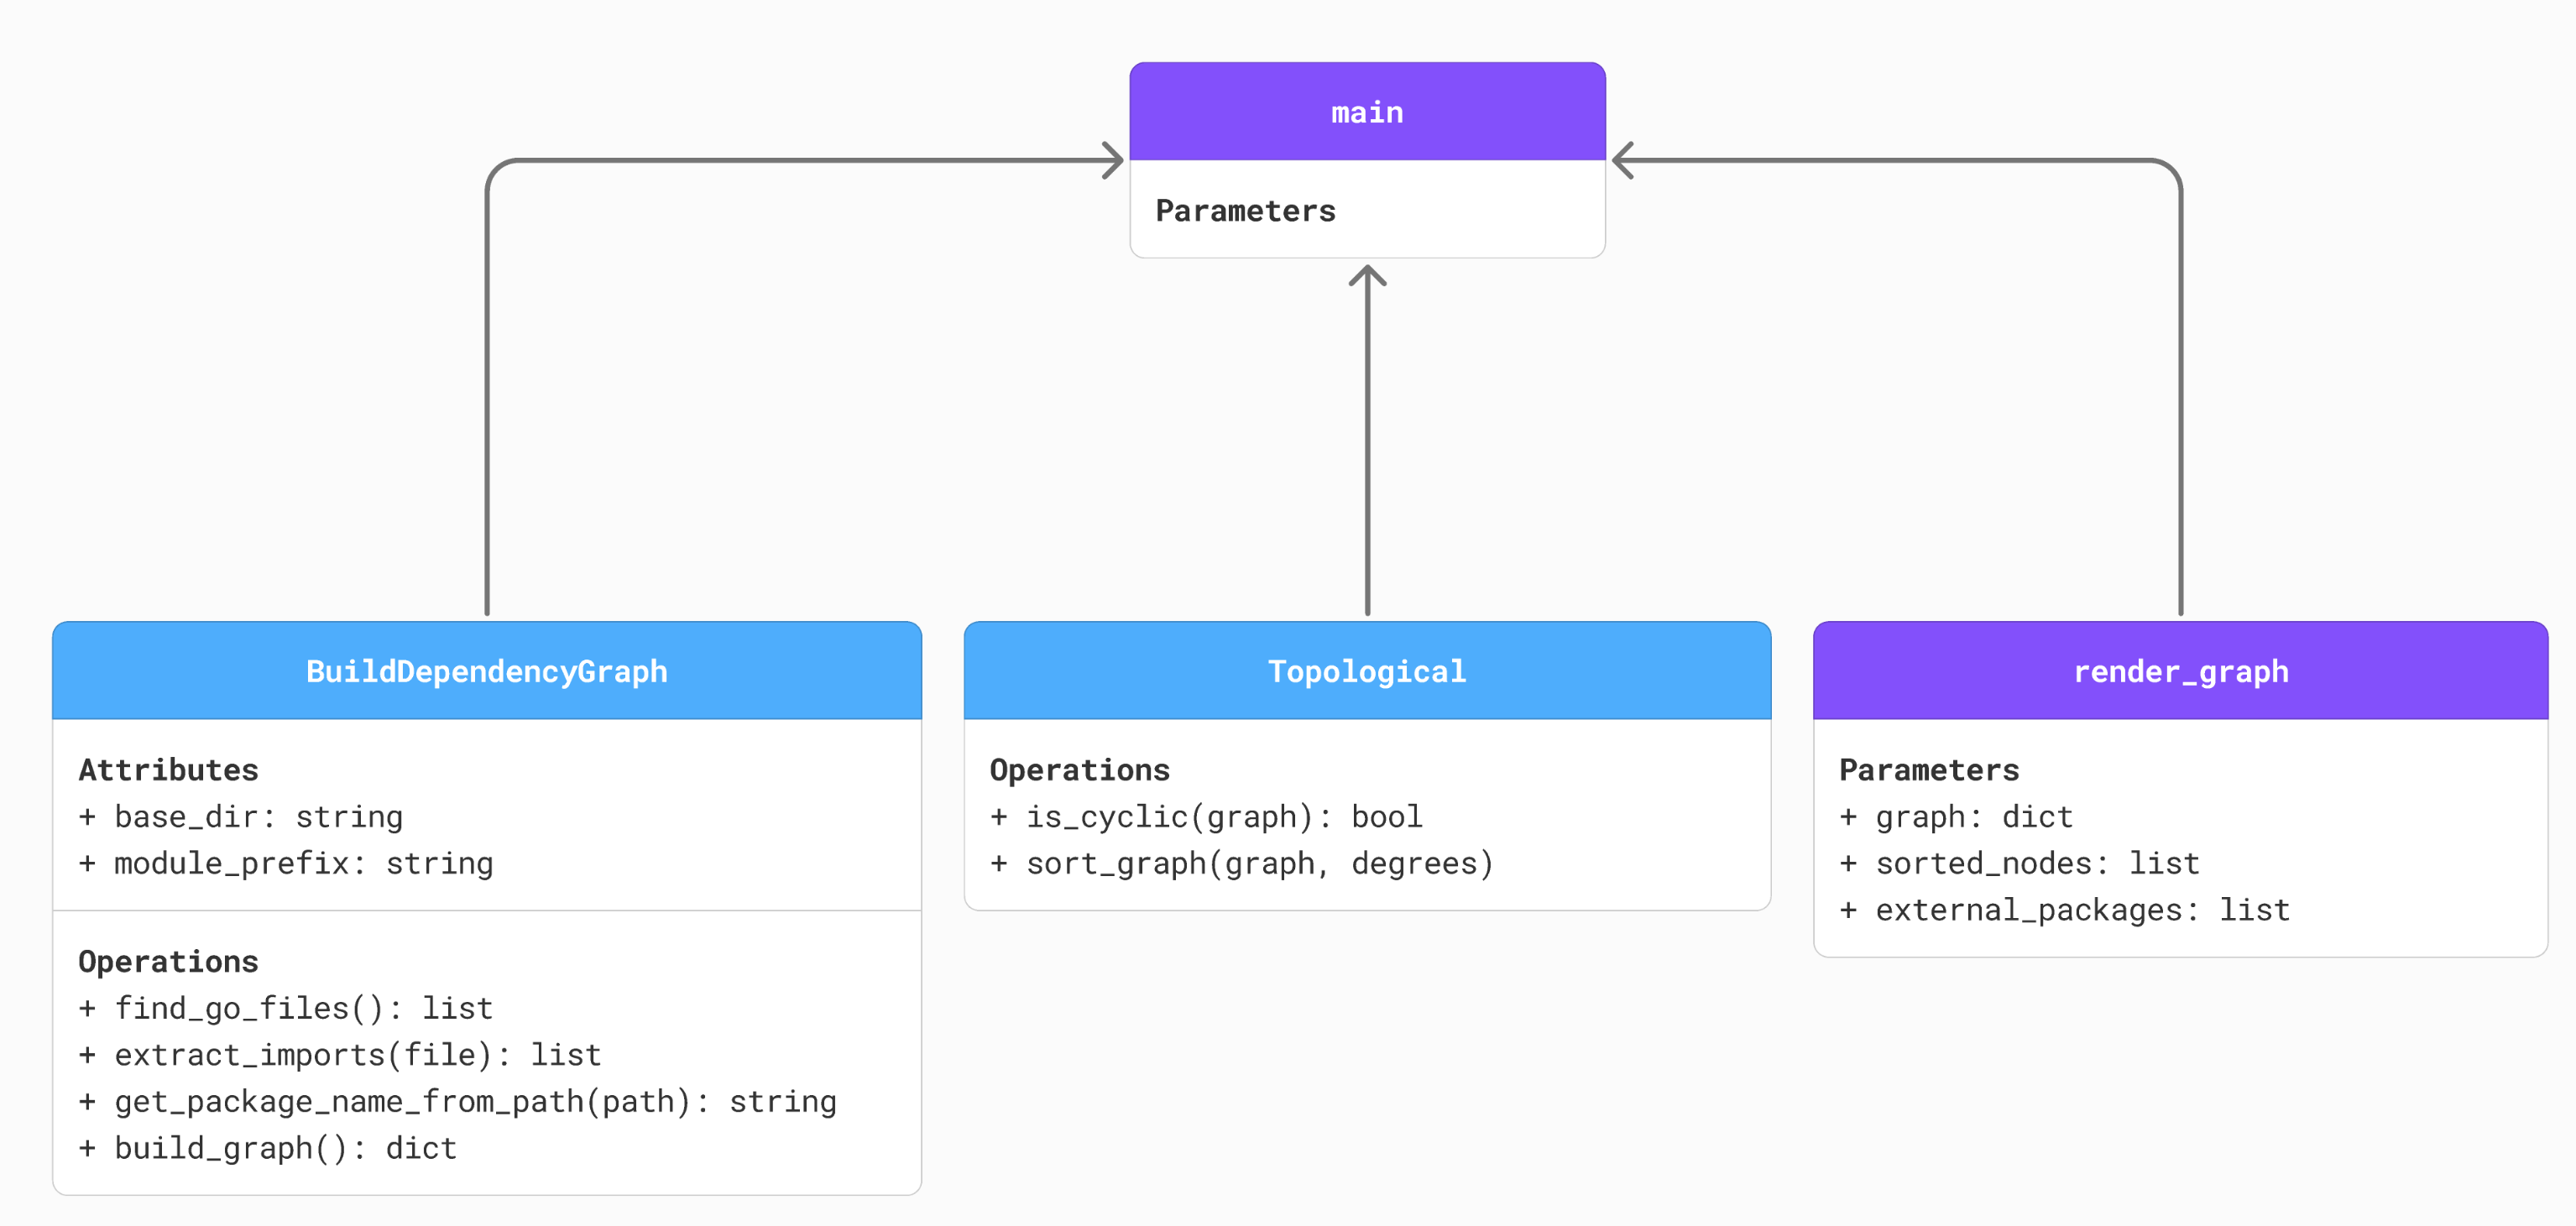 main
Parameters
BuildDependencyGraph
Attributes
+ base_dir: string
+ module_prefix: string
Operations
+ find_go_files(): list
+ extract_imports(file): list
+ get_package_name_from_path(path): string
+ build_graph(): dict
Topological
Operations
+ is_cyclic(graph): bool
+ sort_graph(graph, degrees)
render_graph
Parameters
+ graph: dict
+ sorted_nodes: list
+ external_packages: list